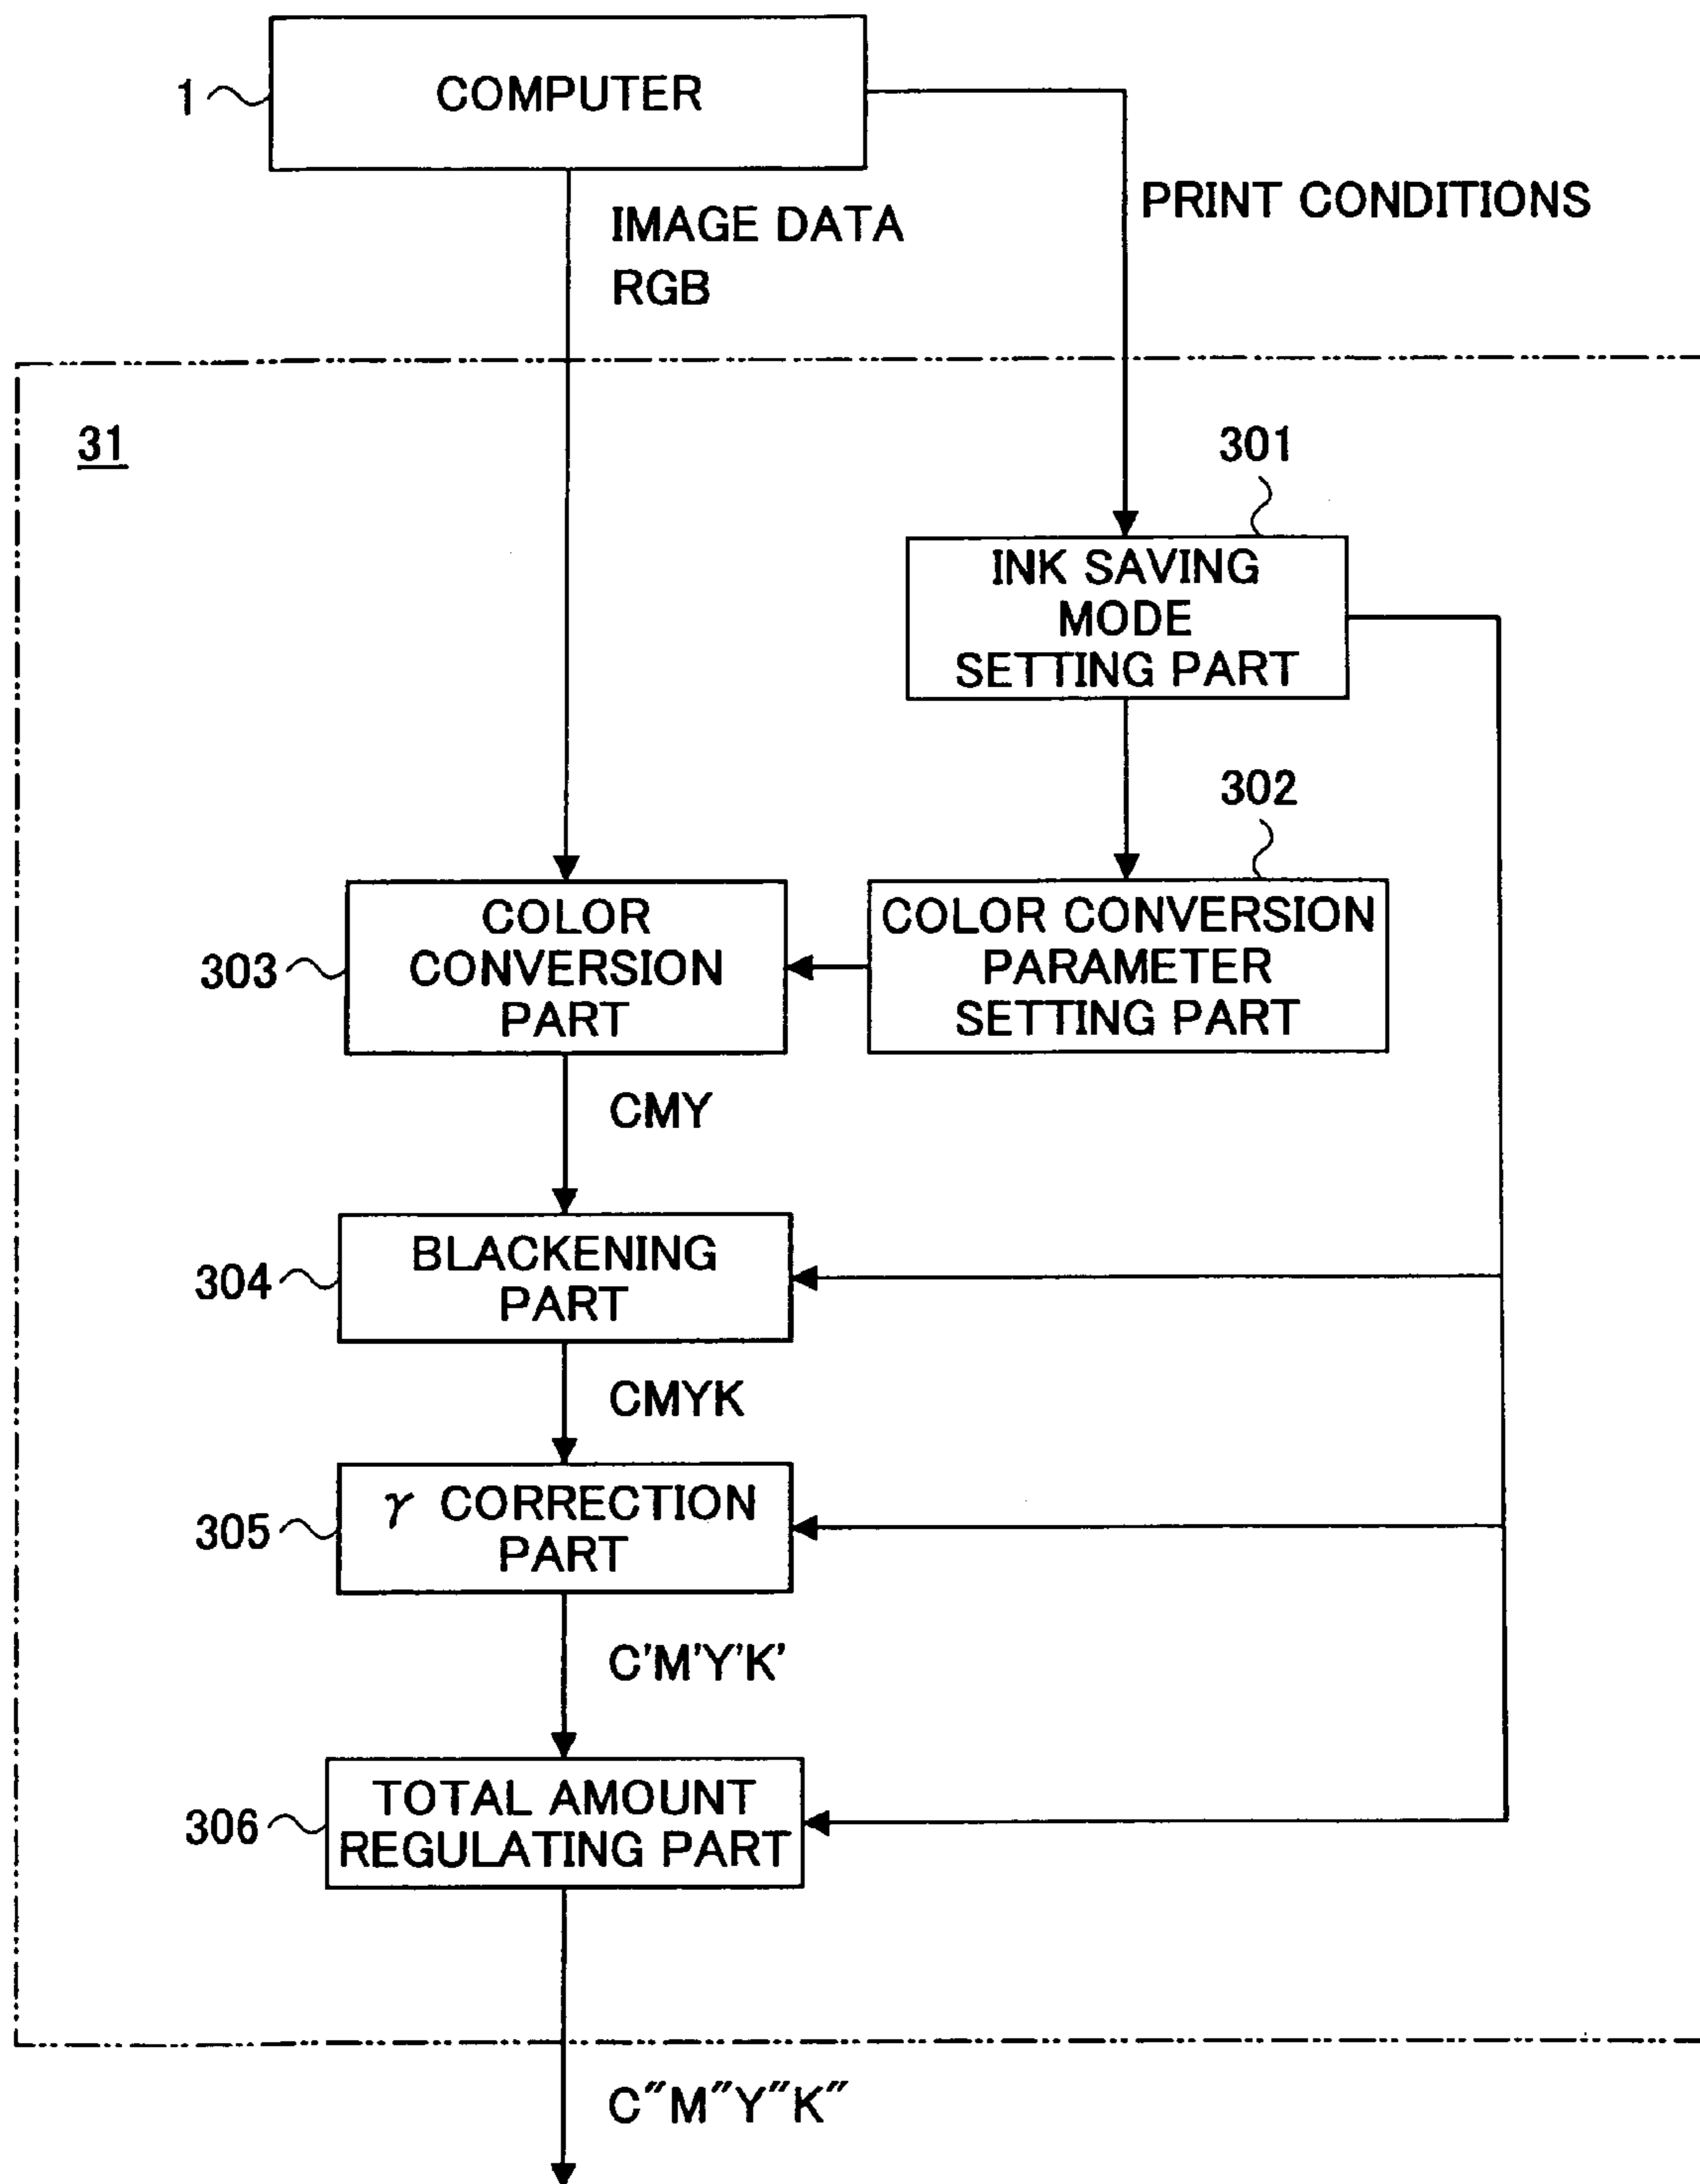 1
COMPUTER
PRINT CONDITIONS
IMAGE DATA
RGB
31
301
INK SAVING
MODE
SETTING PART
302
303
COLOR
CONVERSION
PART
COLOR CONVERSION
PARAMETER
SETTING PART
CMY
304
BLACKENING
PART
CMYK
305
γ CORRECTION
PART
C'M'Y'K'
306
TOTAL AMOUNT
REGULATING PART
C"M"Y"K"